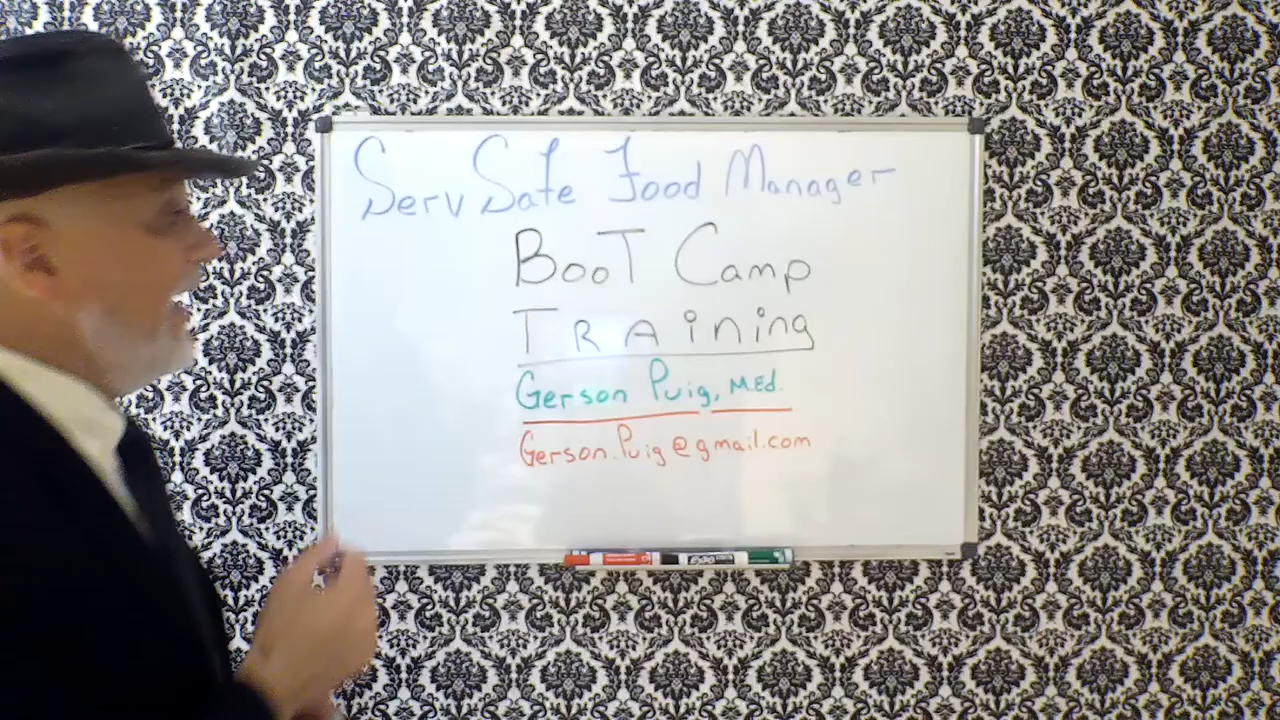 ServSafe Food Manager
BooT Camp
TRAining
Gerson Puig, M.Ed.
Gerson.Puig@gmail.com